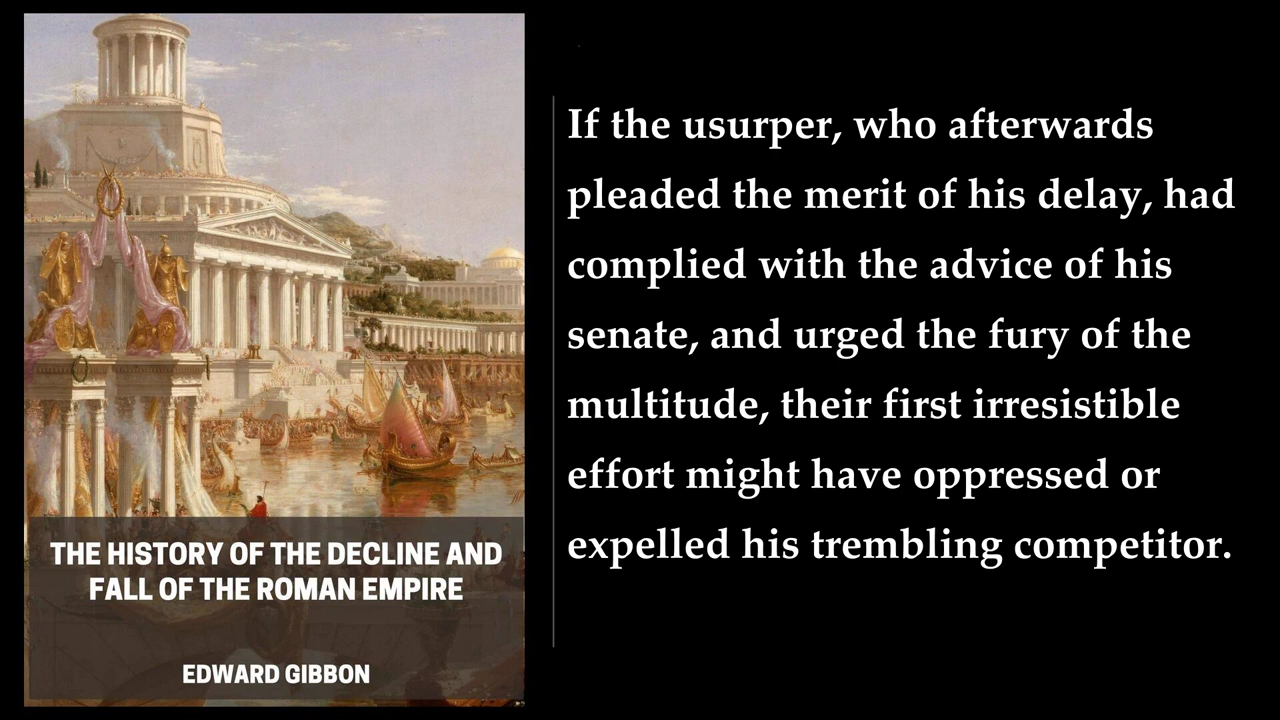 THE HISTORY OF THE DECLINE AND
FALL OF THE ROMAN EMPIRE
EDWARD GIBBON
If the usurper, who afterwards
pleaded the merit of his delay, had
complied with the advice of his
senate, and urged the fury of the
multitude, their first irresistible
effort might have oppressed or
expelled his trembling competitor.